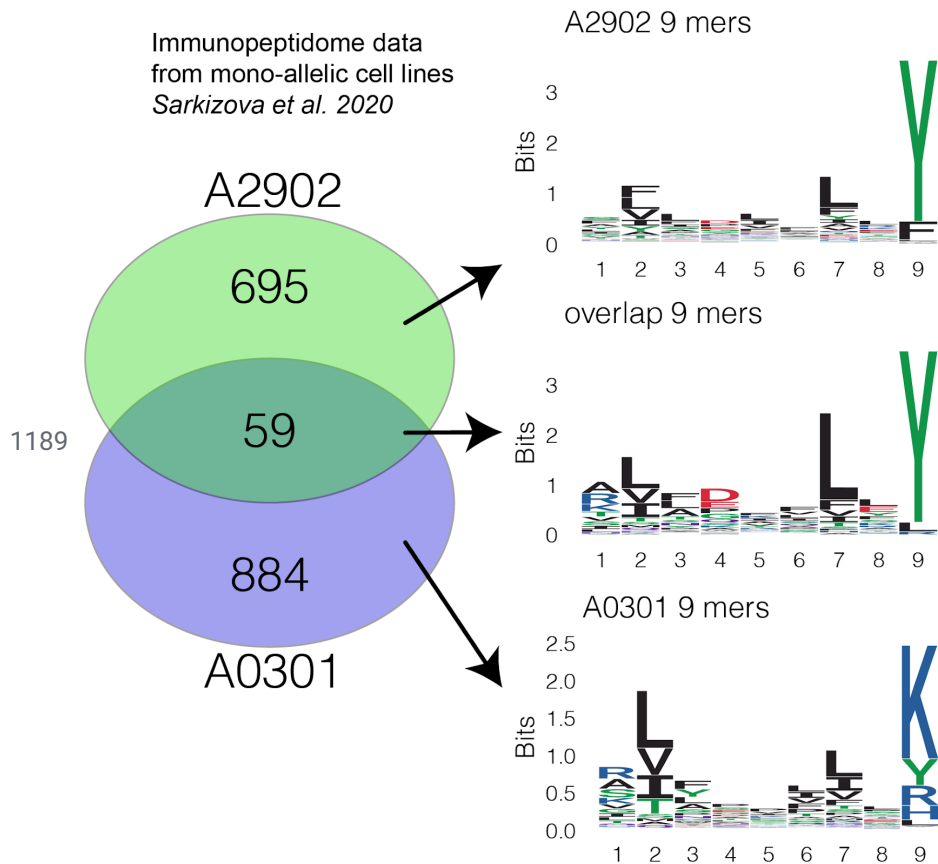 Immunopeptidome data
from mono-allelic cell lines
Sarkizova et al. 2020
A2902
695
59
1189
884
A0301
A2902 9 mers
Bits
3
2
1
0
1 2 3 4 5 6 7 8 9
overlap 9 mers
Bits
3
2
1
0
1 2 3 4 5 6 7 8 9
A0301 9 mers
Bits
2.5
2.0
1.5
1.0
0.5
0.0
1 2 3 4 5 6 7 8 9